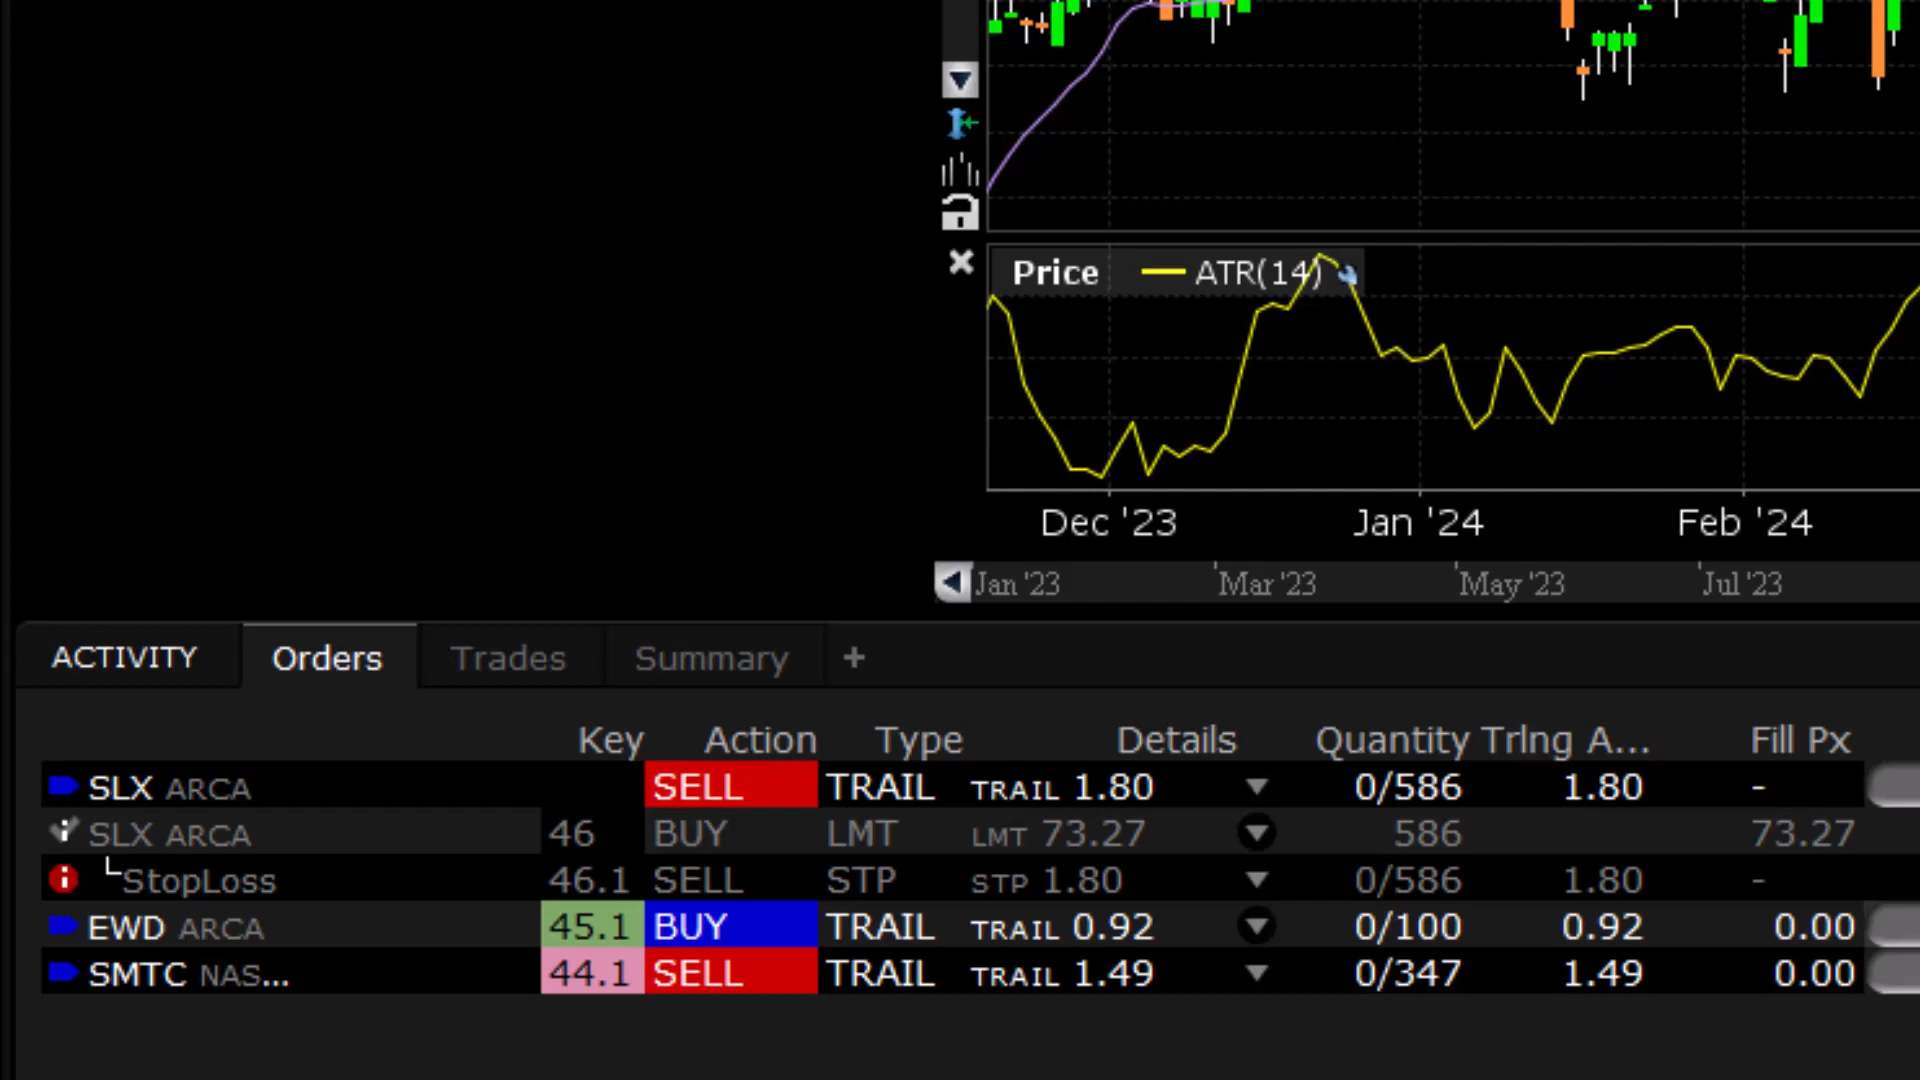 Price ATR(14)
Dec '23 Jan '24 Feb '24
Jan '23 Mar '23 May '23 Jul '23
ACTIVITY Orders Trades Summary +
Key Action Type Details Quantity Trlng A... Fill Px
SLX ARCA SELL TRAIL TRAIL 1.80 0/586 1.80 -
SLX ARCA 46 BUY LMT LMT 73.27 586 73.27
StopLoss 46.1 SELL STP STP 1.80 0/586 1.80 -
EWD ARCA 45.1 BUY TRAIL TRAIL 0.92 0/100 0.92 0.00
SMTC NAS... 44.1 SELL TRAIL TRAIL 1.49 0/347 1.49 0.00